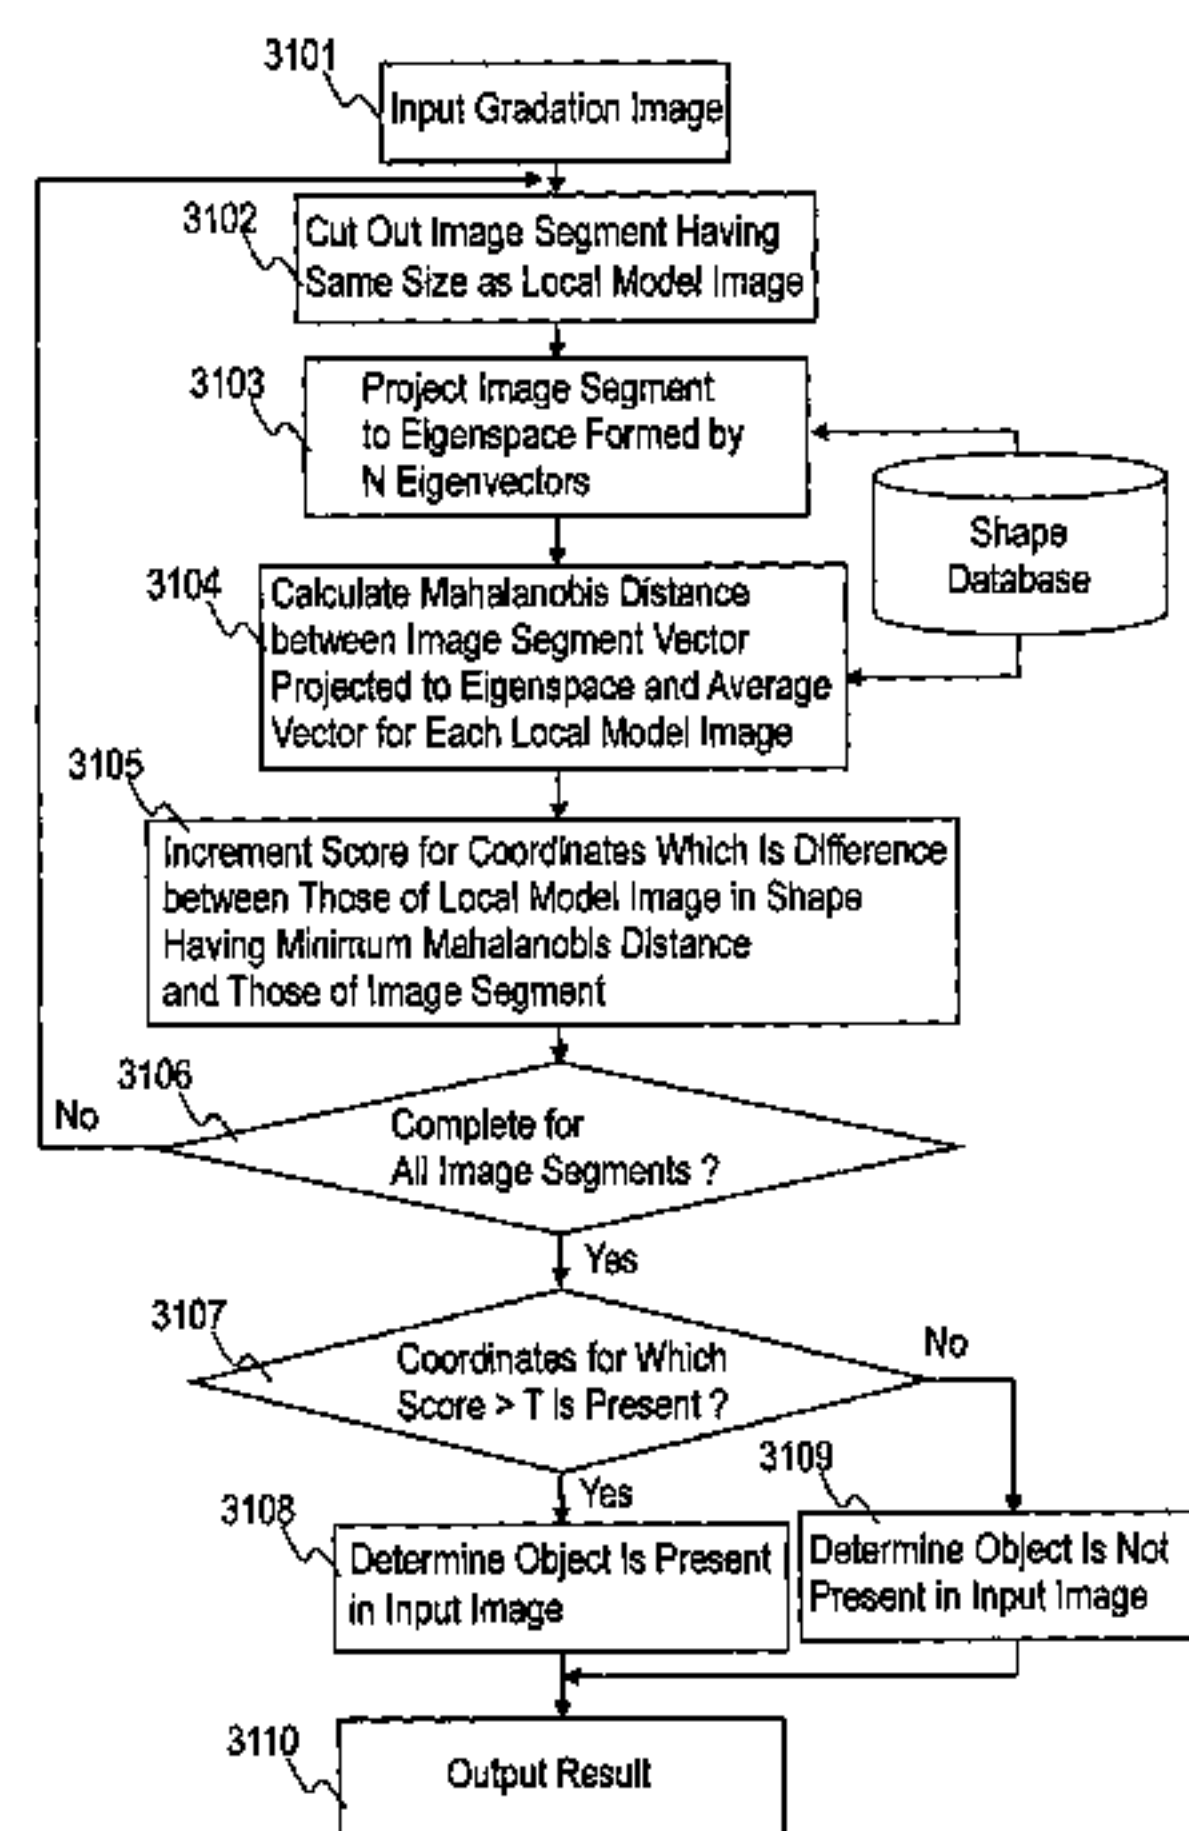 3101
Input Gradation Image
3102
Cut Out Image Segment Having
Same Size as Local Model Image
3103
Project Image Segment
to Eigenspace Formed by
N Eigenvectors
Shape
Database
3104
Calculate Mahalanobis Distance
between Image Segment Vector
Projected to Eigenspace and Average
Vector for Each Local Model Image
3105
Increment Score for Coordinates Which Is Difference
between Those of Local Model Image in Shape
Having Minimum Mahalanobis Distance
and Those of Image Segment
3106
No
Complete for
All Image Segments ?
Yes
3107
Coordinates for Which
Score > T Is Present ?
No
Yes
3108
Determine Object Is Present
in Input Image
3109
Determine Object Is Not
Present in Input Image
3110
Output Result